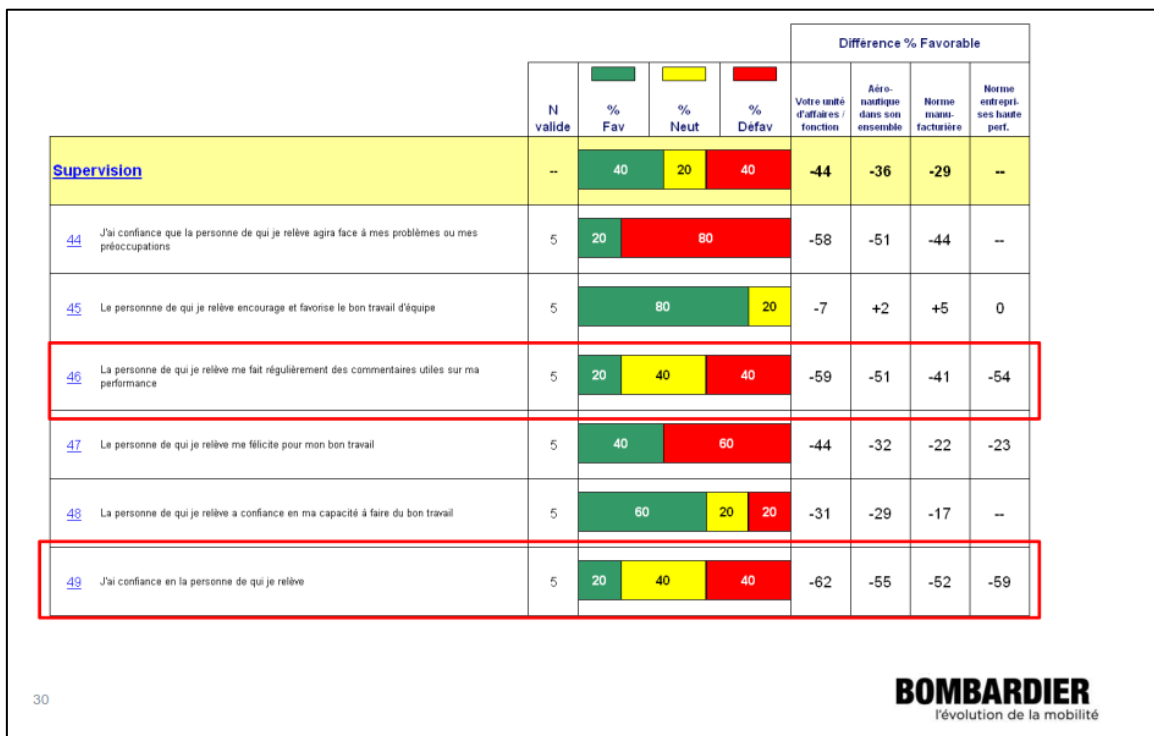 Différence % Favorable
N
valide
%
Fav
%
Neut
%
Défav
Votre unité
d'affaires /
fonction
Aéro-
nautique
dans son
ensemble
Norme
manu-
facturière
Norme
entrepri-
ses haute
perf.
Supervision -- 40 20 40 -44 -36 -29 --
44 J'ai confiance que la personne de qui je relève agira face à mes problèmes ou mes
préoccupations
5 20 80 -58 -51 -44 --
45 Le personnne de qui je relève encourage et favorise le bon travail d'équipe 5 80 20 -7 +2 +5 0
46 La personne de qui je relève me fait régulièrement des commentaires utiles sur ma
performance
5 20 40 40 -59 -51 -41 -54
47 Le personne de qui je relève me félicite pour mon bon travail 5 40 60 -44 -32 -22 -23
48 La personne de qui je relève a confiance en ma capacité à faire du bon travail 5 60 20 20 -31 -29 -17 --
49 J'ai confiance en la personne de qui je relève 5 20 40 40 -62 -55 -52 -59
30
BOMBARDIER
l'évolution de la mobilité